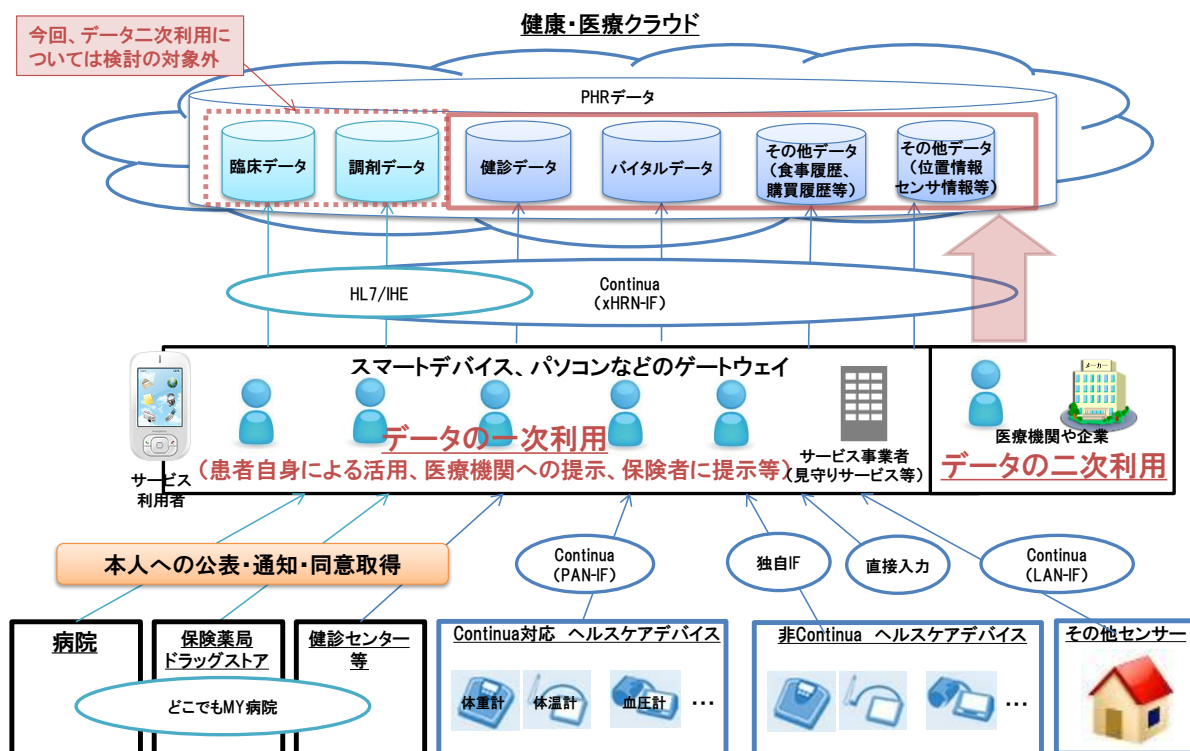 健康・医療クラウド
今回、データ二次利用に
ついては検討の対象外
PHRデータ
臨床データ
調剤データ
健診データ
バイタルデータ
その他データ
(食事履歴、
購買履歴等)
その他データ
(位置情報
センサ情報等)
HL7/IHE
Continua
(xHRN-IF)
スマートデバイス、パソコンなどのゲートウェイ
サービス
利用者
データの一次利用
(患者自身による活用、医療機関への提示、保険者に提示等)
サービス事業者
(見守りサービス等)
メーカー
医療機関や企業
データの二次利用
本人への公表・通知・同意取得
Continua
(PAN-IF)
独自IF
直接入力
Continua
(LAN-IF)
病院
保険薬局
ドラッグストア
健診センター
等
どこでもMY病院
Continua対応 ヘルスケアデバイス
体重計
体温計
血圧計
…
非Continua ヘルスケアデバイス
…
その他センサー